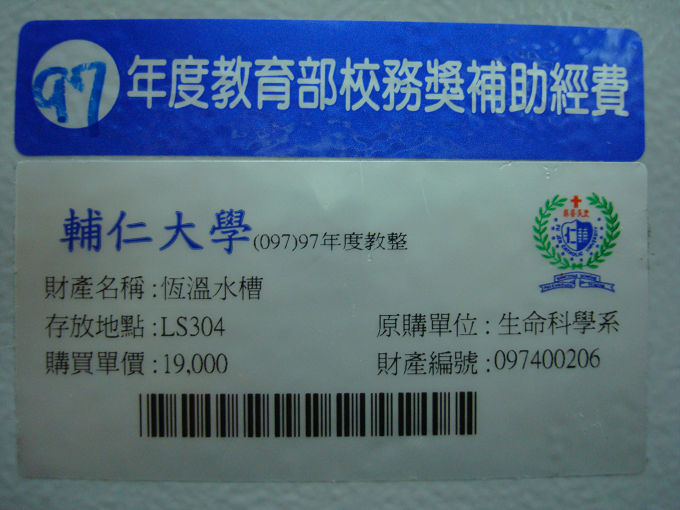 97年度教育部校務獎補助經費
輔仁大學(097)97年度教整
財產名稱:恆溫水槽
存放地點:LS304
原購單位:生命科學系
購買單價:19,000
財產編號:097400206